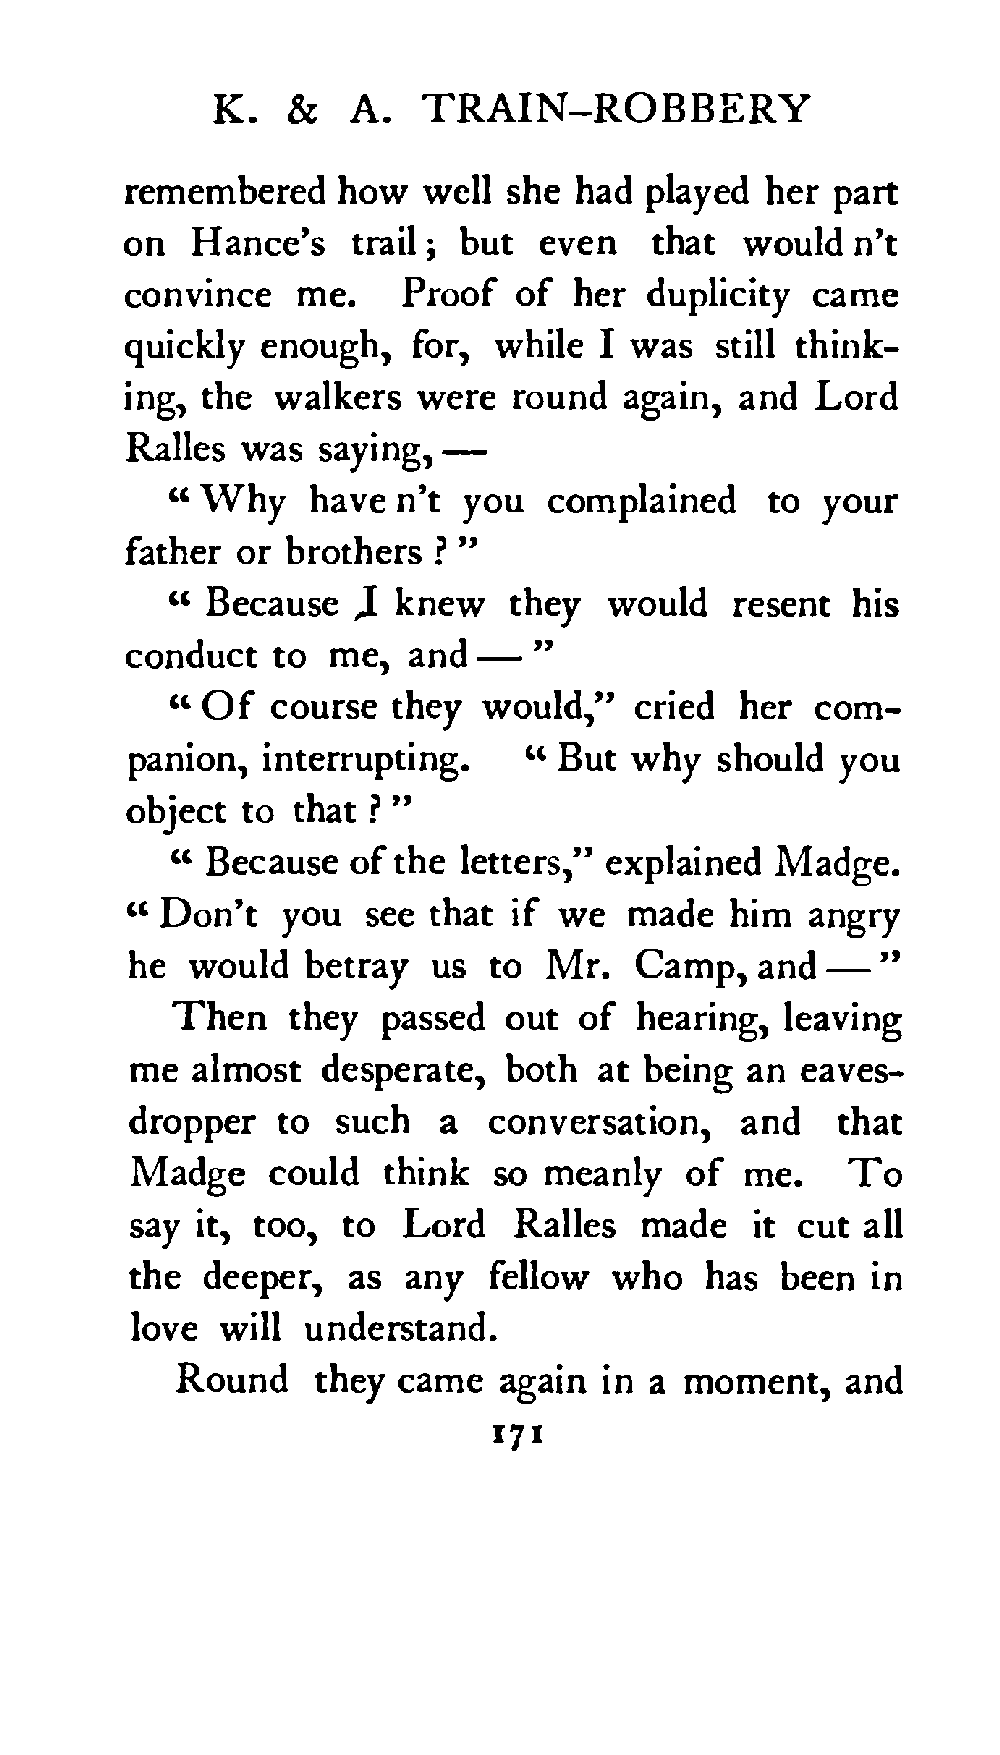 K. & A. TRAIN-ROBBERY
remembered how well she had played her part
on Hance's trail; but even that would n't
convince me. Proof of her duplicity came
quickly enough, for, while I was still think-
ing, the walkers were round again, and Lord
Ralles was saying, —
" Why have n't you complained to your
father or brothers ? "
" Because I knew they would resent his
conduct to me, and — "
" Of course they would," cried her com-
panion, interrupting. " But why should you
object to that ? "
" Because of the letters," explained Madge.
" Don't you see that if we made him angry
he would betray us to Mr. Camp, and — "
Then they passed out of hearing, leaving
me almost desperate, both at being an eaves-
dropper to such a conversation, and that
Madge could think so meanly of me. To
say it, too, to Lord Ralles made it cut all
the deeper, as any fellow who has been in
love will understand.
Round they came again in a moment, and
171